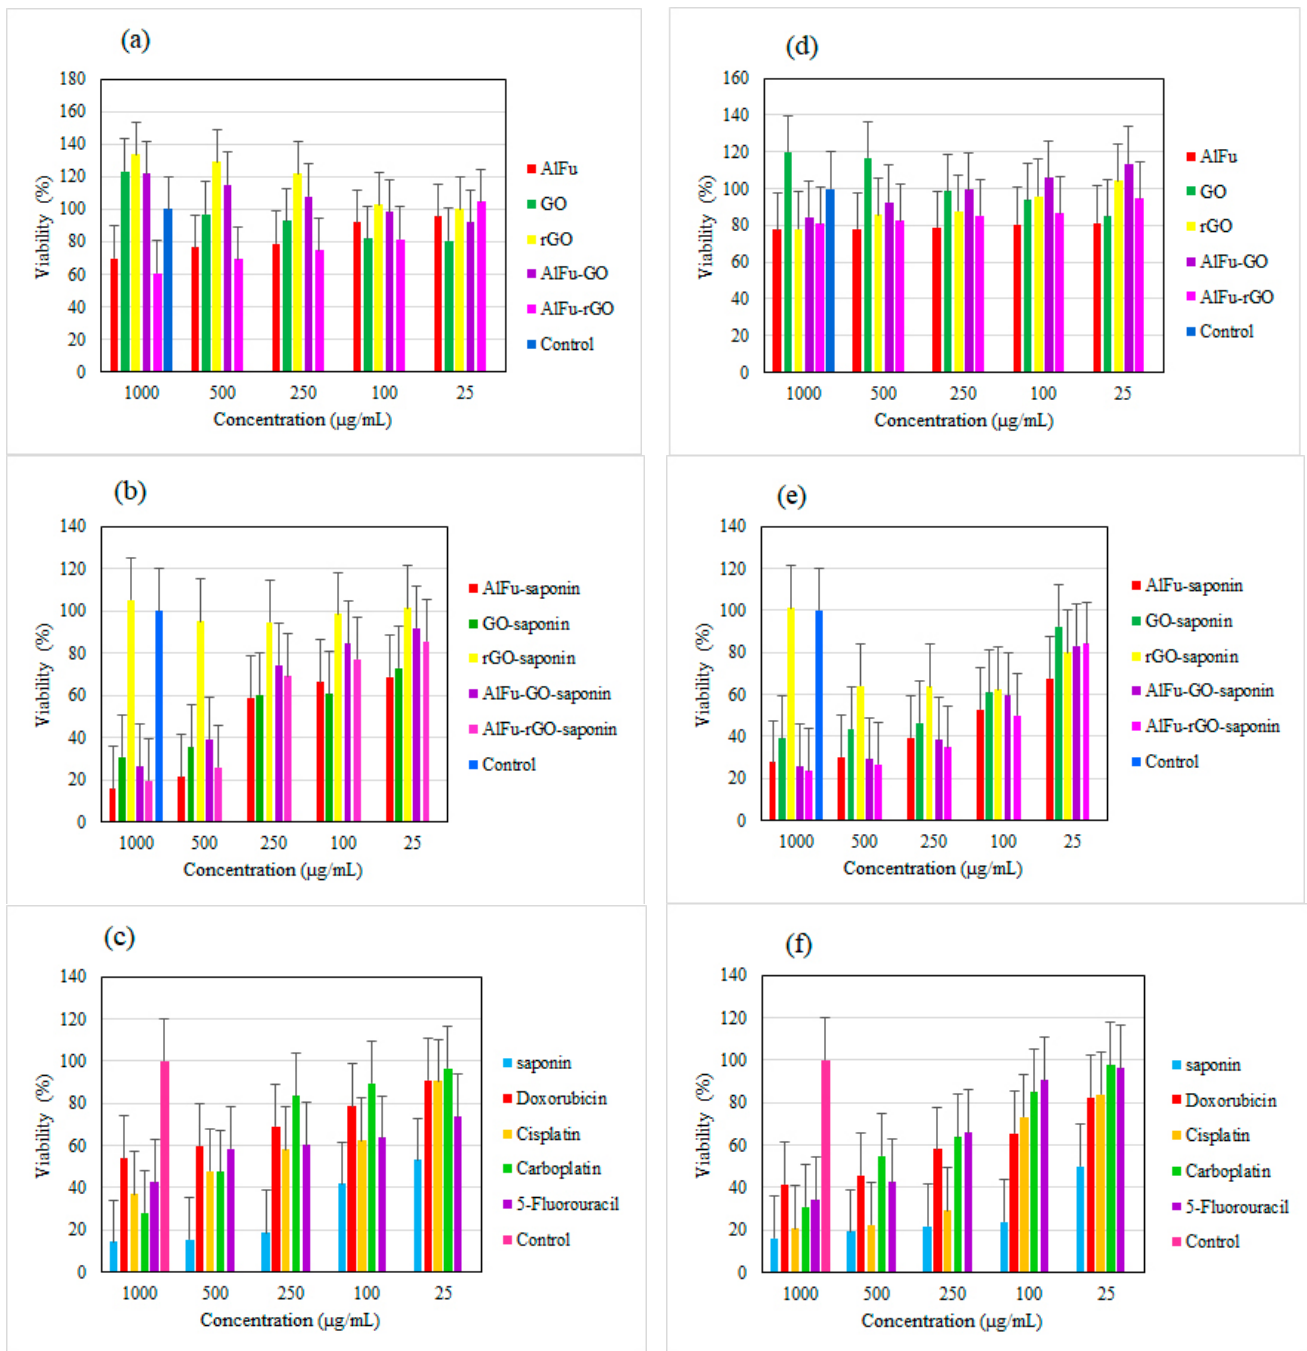 (a)
180
160
140
120
100
80
60
40
20
0
Viability (%)
1000 500 250 100 25
Concentration (µg/mL)
AlFu
GO
rGO
AlFu-GO
AlFu-rGO
Control
(d)
160
140
120
100
80
60
40
20
0
Viability (%)
1000 500 250 100 25
Concentration (µg/mL)
AlFu
GO
rGO
AlFu-GO
AlFu-rGO
Control
(b)
140
120
100
80
60
40
20
0
Viability (%)
1000 500 250 100 25
Concentration (µg/mL)
AlFu-saponin
GO-saponin
rGO-saponin
AlFu-GO-saponin
AlFu-rGO-saponin
Control
(e)
140
120
100
80
60
40
20
0
Viability (%)
1000 500 250 100 25
Concentration (µg/mL)
AlFu-saponin
GO-saponin
rGO-saponin
AlFu-GO-saponin
AlFu-rGO-saponin
Control
(c)
140
120
100
80
60
40
20
0
Viability (%)
1000 500 250 100 25
Concentration (µg/mL)
saponin
Doxorubicin
Cisplatin
Carboplatin
5-Fluorouracil
Control
(f)
140
120
100
80
60
40
20
0
Viability (%)
1000 500 250 100 25
Concentration (µg/mL)
saponin
Doxorubicin
Cisplatin
Carboplatin
5-Fluorouracil
Control